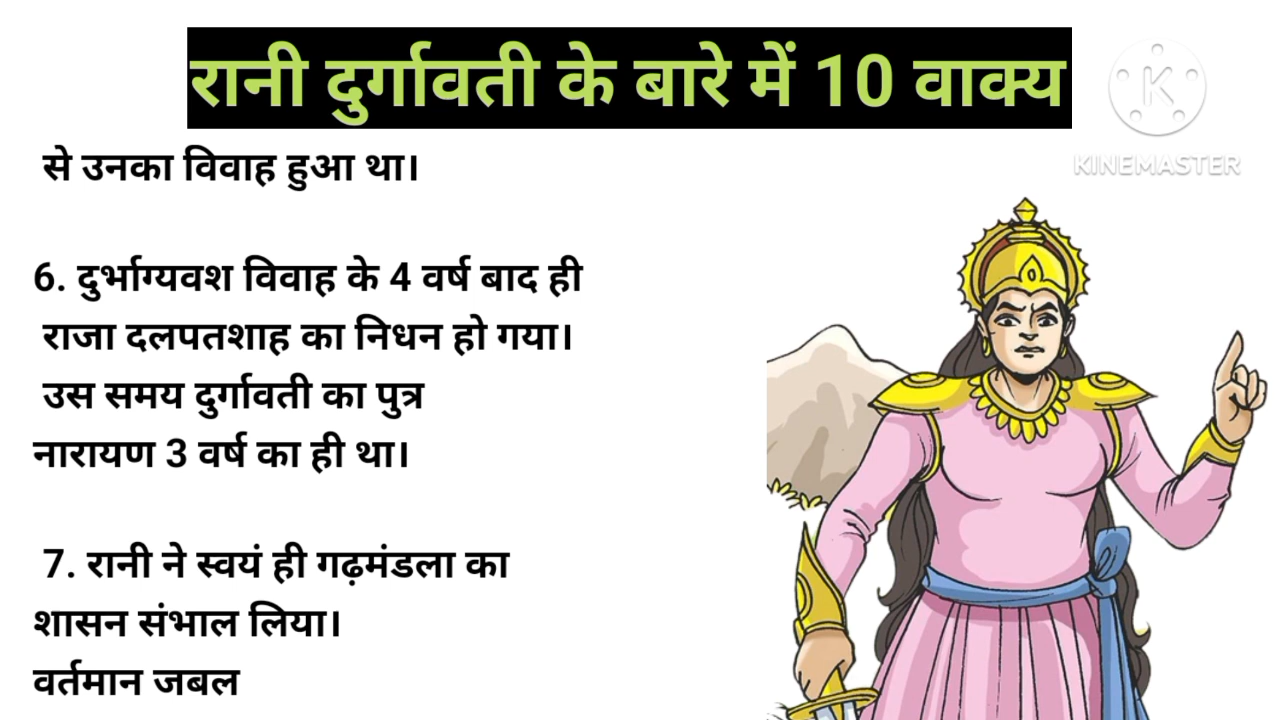 रानी दुर्गावती के बारे में 10 वाक्य
K
KINEMASTER
से उनका विवाह हुआ था।
6. दुर्भाग्यवश विवाह के 4 वर्ष बाद ही
राजा दलपतशाह का निधन हो गया।
उस समय दुर्गावती का पुत्र
नारायण 3 वर्ष का ही था।
7. रानी ने स्वयं ही गढ़मंडला का
शासन संभाल लिया।
वर्तमान जबल